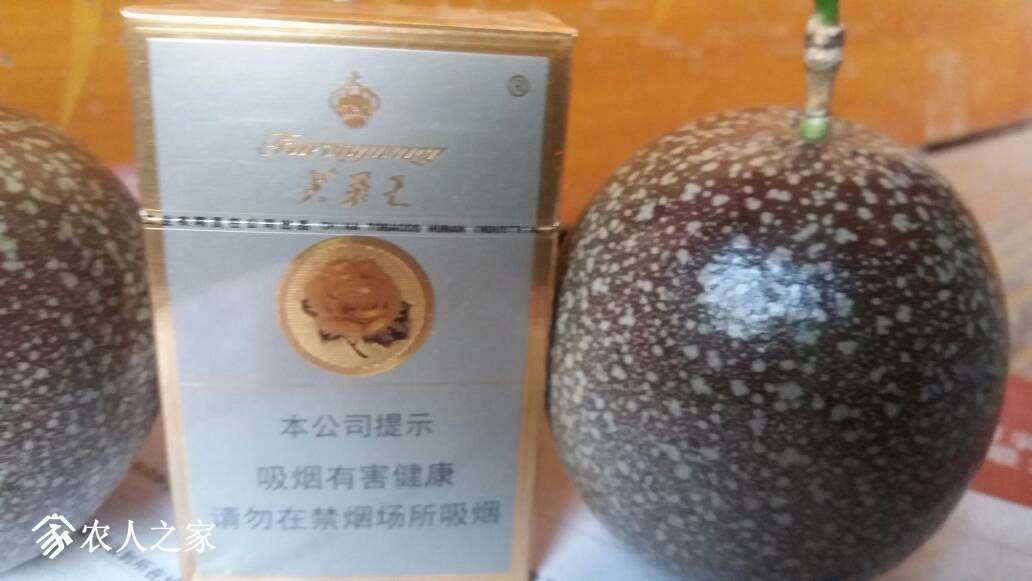 ®
Furongwang
芙蓉王
本公司提示
吸烟有害健康
请勿在禁烟场所吸烟
农人之家